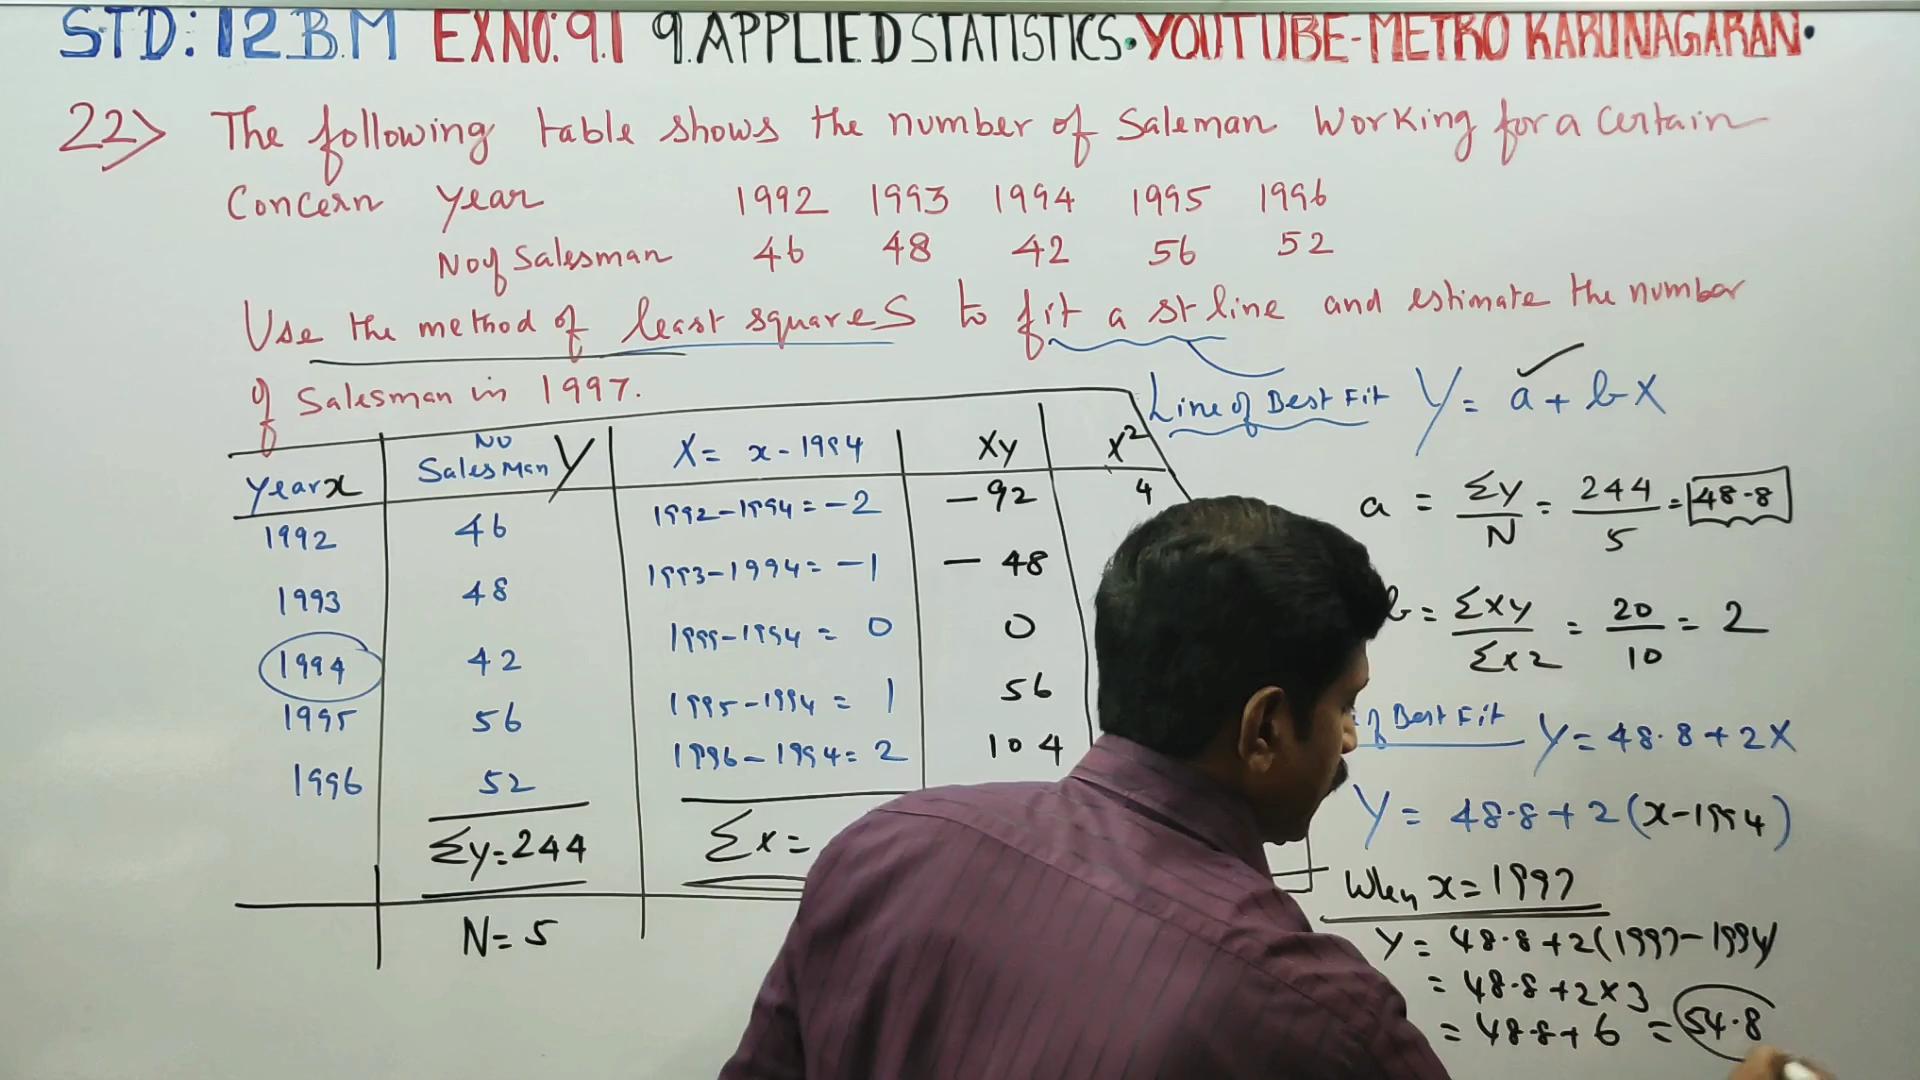 STD: 12 B.M EXNO: 9.1 9. APPLIED STATISTICS. YOUTUBE-METRO KARUNAGARAN.
22> The following table shows the number of Saleman Working for a Certain
Concern year 1992 1993 1994 1995 1996
No of Salesman 46 48 42 56 52
Use the method of least squares to fit a st line and estimate the number
of Salesman in 1997.
Line of Best Fit Y = a + bX
Year x NO Sales Man Y X = x - 1994 Xy X²
1992 46 1992-1994 = -2 -92 4
1993 48 1993-1994 = -1 -48
1994 42 1994-1994 = 0 0
1995 56 1995-1994 = 1 56
1996 52 1996-1994 = 2 104
Σy = 244 Σx =
N = 5
a = Σy/N = 244/5 = 48.8
b = Σxy/Σx2 = 20/10 = 2
of Best Fit Y = 48.8 + 2X
Y = 48.8 + 2(x-1994)
When x = 1997
Y = 48.8 + 2(1997-1994)
= 48.8 + 2 x 3
= 48.8 + 6 = 54.8